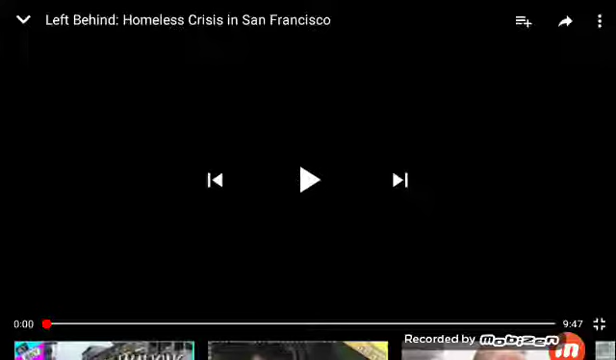 Left Behind: Homeless Crisis in San Francisco
0:00
9:47
Recorded by mobizen